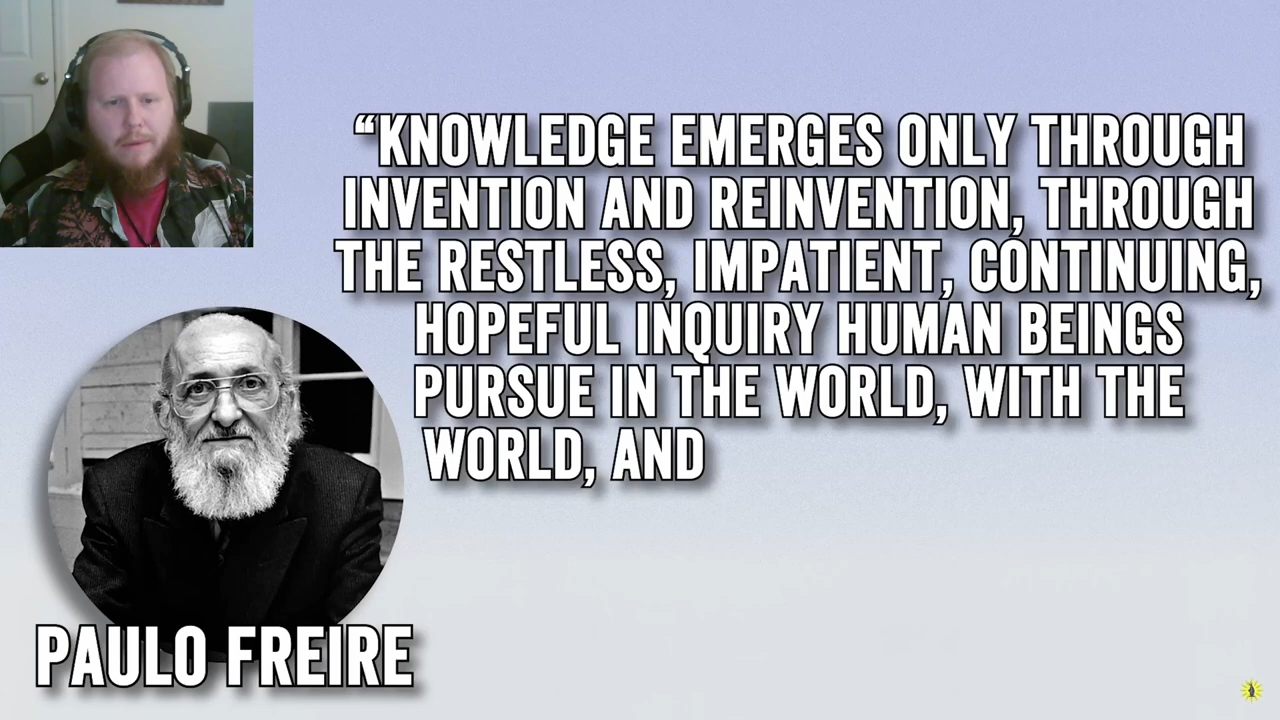 “KNOWLEDGE EMERGES ONLY THROUGH
INVENTION AND REINVENTION, THROUGH
THE RESTLESS, IMPATIENT, CONTINUING,
HOPEFUL INQUIRY HUMAN BEINGS
PURSUE IN THE WORLD, WITH THE
WORLD, AND
PAULO FREIRE